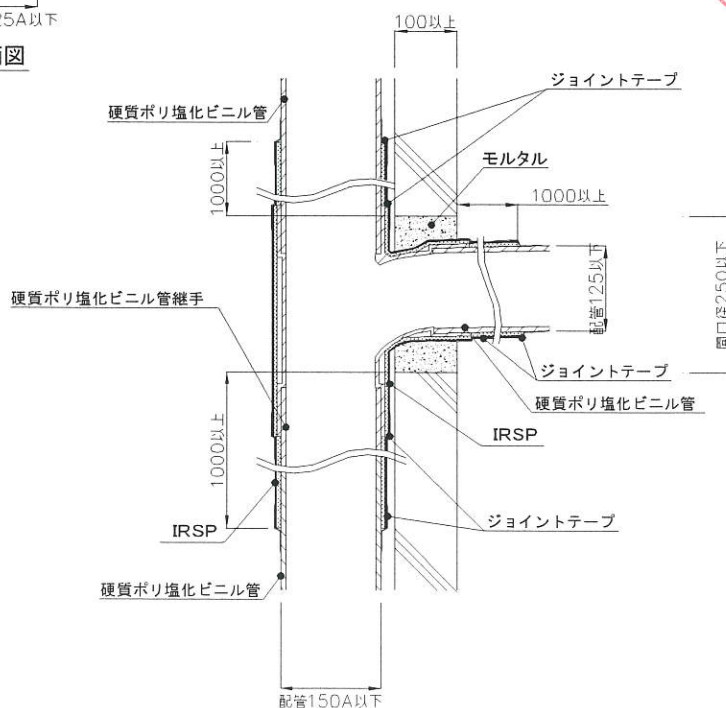 25A以下
面図
100以上
ジョイントテープ
硬質ポリ塩化ビニル管
モルタル
1000以上
1000以上
配管125以下
開口径250以下
硬質ポリ塩化ビニル管継手
ジョイントテープ
硬質ポリ塩化ビニル管
1000以上
IRSP
ジョイントテープ
IRSP
硬質ポリ塩化ビニル管
配管150A以下